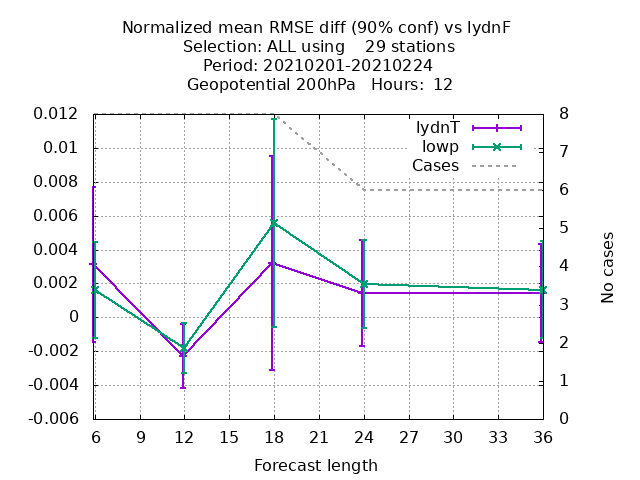 Normalized mean RMSE diff (90% conf) vs lydnF
Selection: ALL using    29 stations
Period: 20210201-20210224
Geopotential 200hPa   Hours:  12
0.012
0.01
0.008
0.006
0.004
0.002
0
-0.002
-0.004
-0.006
lydnT
lowp
Cases
8
7
6
5
4
3
2
1
0
No cases
6 9 12 15 18 21 24 27 30 33 36
Forecast length